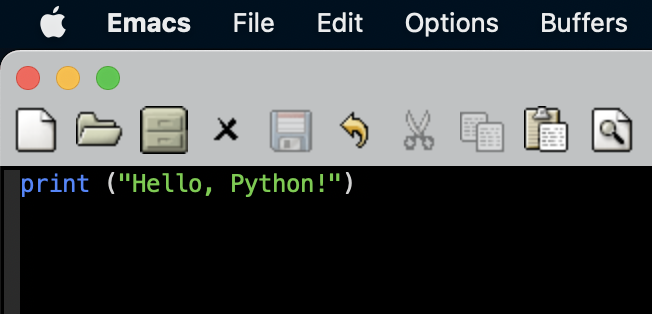 Emacs File Edit Options Buffers
print ("Hello, Python!")